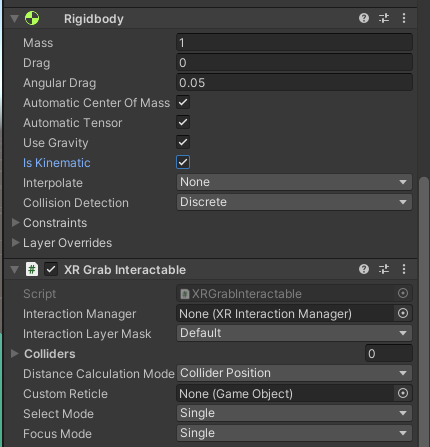 Rigidbody
Mass 1
Drag 0
Angular Drag 0.05
Automatic Center Of Mass
Automatic Tensor
Use Gravity
Is Kinematic
Interpolate None
Collision Detection Discrete
Constraints
Layer Overrides
# XR Grab Interactable
Script # XRGrabInteractable
Interaction Manager None (XR Interaction Manager)
Interaction Layer Mask Default
Colliders 0
Distance Calculation Mode Collider Position
Custom Reticle None (Game Object)
Select Mode Single
Focus Mode Single